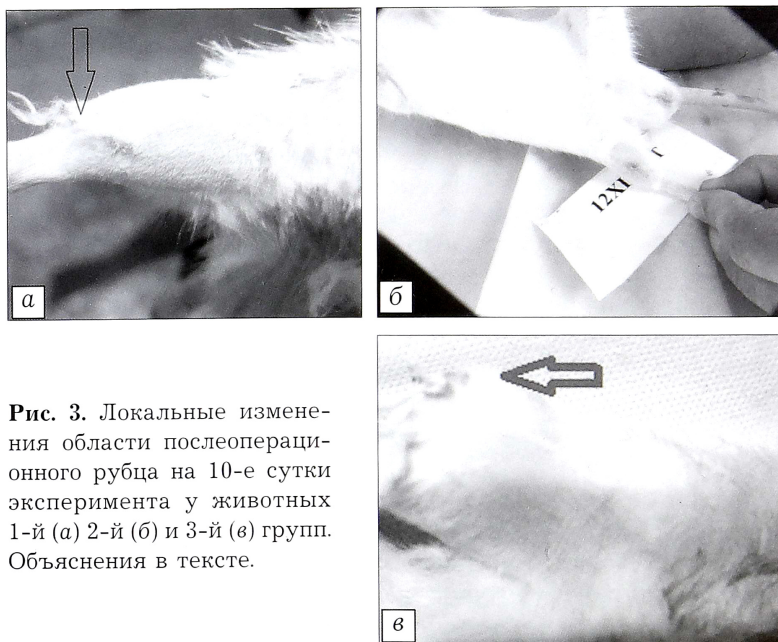 а
12XI г
б
Рис. 3. Локальные измене-
ния области послеопераци-
онного рубца на 10-е сутки
эксперимента у животных
1-й (а) 2-й (б) и 3-й (в) групп.
Объяснения в тексте.
в